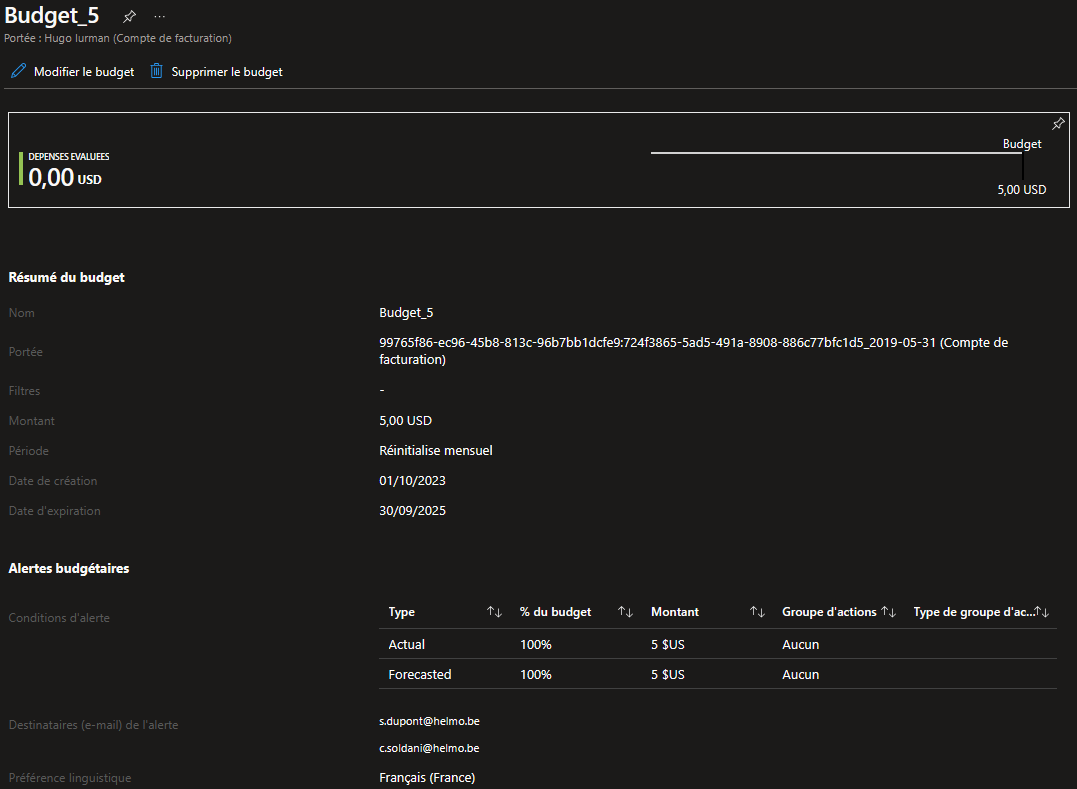 Budget_5
Portée : Hugo Iurman (Compte de facturation)
Modifier le budget Supprimer le budget
Budget
DEPENSES EVALUEES
0,00 USD
5,00 USD
Résumé du budget
Nom Budget_5
Portée 99765f86-ec96-45b8-813c-96b7bb1dcfe9:724f3865-5ad5-491a-8908-886c77bfc1d5_2019-05-31 (Compte de
facturation)
Filtres -
Montant 5,00 USD
Période Réinitialise mensuel
Date de création 01/10/2023
Date d'expiration 30/09/2025
Alertes budgétaires
Conditions d'alerte
Type % du budget Montant Groupe d'actions Type de groupe d'ac...
Actual 100% 5 $US Aucun
Forecasted 100% 5 $US Aucun
Destinataires (e-mail) de l'alerte s.dupont@helmo.be
c.soldani@helmo.be
Préférence linguistique Français (France)